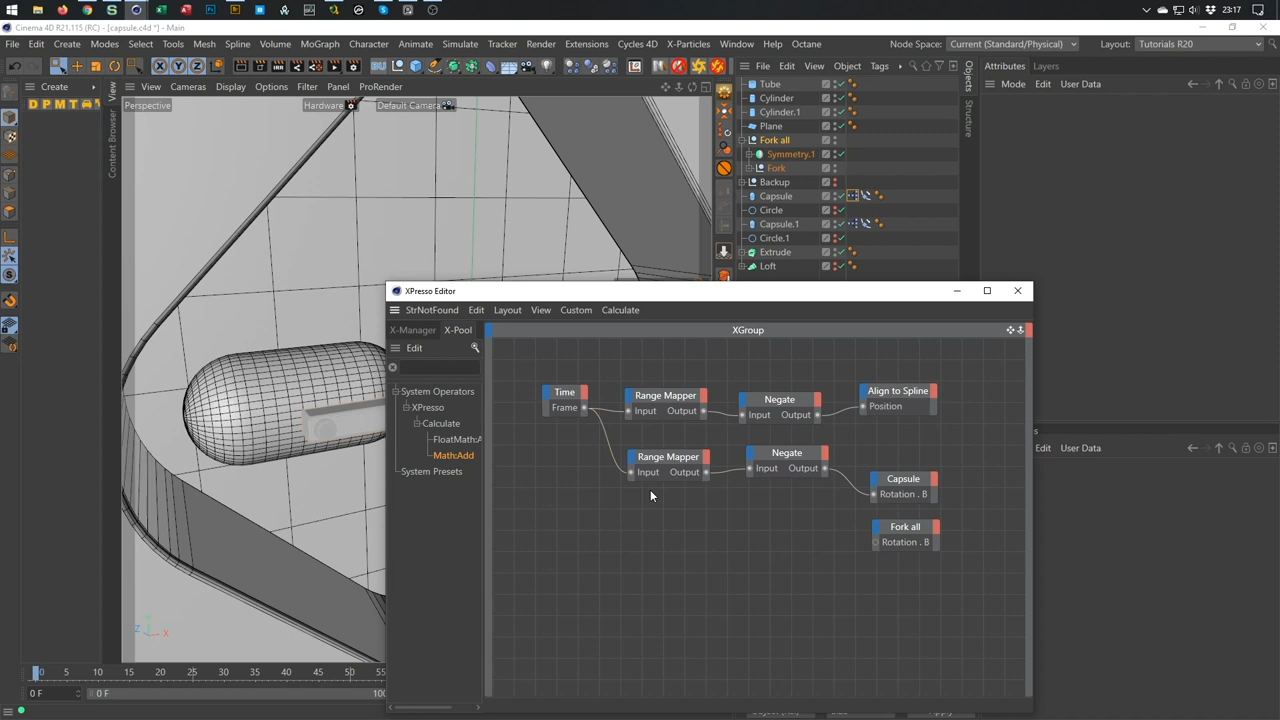 23:17
Cinema 4D R21.115 (RC) - [capsule.c4d *] - Main
File Edit Create Modes Select Tools Mesh Spline Volume MoGraph Character Animate Simulate Tracker Render Extensions Cycles 4D X-Particles Window Help Octane
Node Space: Current (Standard/Physical) Layout: Tutorials R20
X Y Z
Create
D P M T
View
Content Browser
View Cameras Display Options Filter Panel ProRender
Perspective Hardware Default Camera
File Edit View Object Tags
Tube
Cylinder
Cylinder.1
Plane
Fork all
Symmetry.1
Fork
Backup
Capsule
Circle
Capsule.1
Circle.1
Extrude
Loft
Objects
Structure
Attributes Layers
Mode Edit User Data
Edit User Data
XPresso Editor
StrNotFound Edit Layout View Custom Calculate
X-Manager X-Pool
Edit
System Operators
XPresso
Calculate
FloatMath:A
Math:Add
System Presets
XGroup
Time
Frame
Range Mapper
Input Output
Negate
Input Output
Align to Spline
Position
Range Mapper
Input Output
Negate
Input Output
Capsule
Rotation . B
Fork all
Rotation . B
Y
Z X
0 5 10 15 20 25 30 35 40 45 50 55
0 F 0 F 100